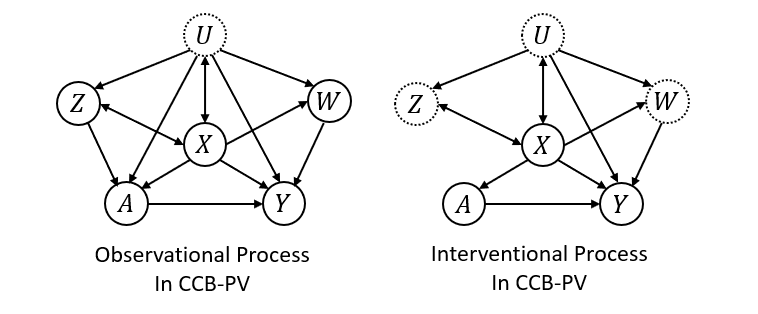 U
U
Z
W
Z
W
X
X
A
Y
A
Y
Observational Process
In CCB-PV
Interventional Process
In CCB-PV